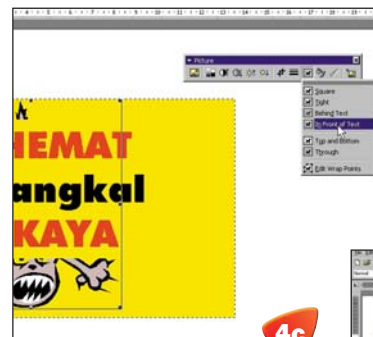 Picture
Square
Tight
Behind Text
In Front of Text
Top and Bottom
Through
Edit Wrap Points
HEMAT
angkal
KAYA
4c
Normal